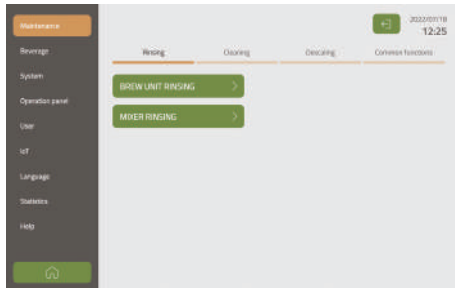 Maintenance
2022/01/18
12:25
Beverage
Rinsing
Cleaning
Descaling
Common functions
System
BREW UNIT RINSING
Operation panel
MIXER RINSING
User
IoT
Language
Statistics
Help